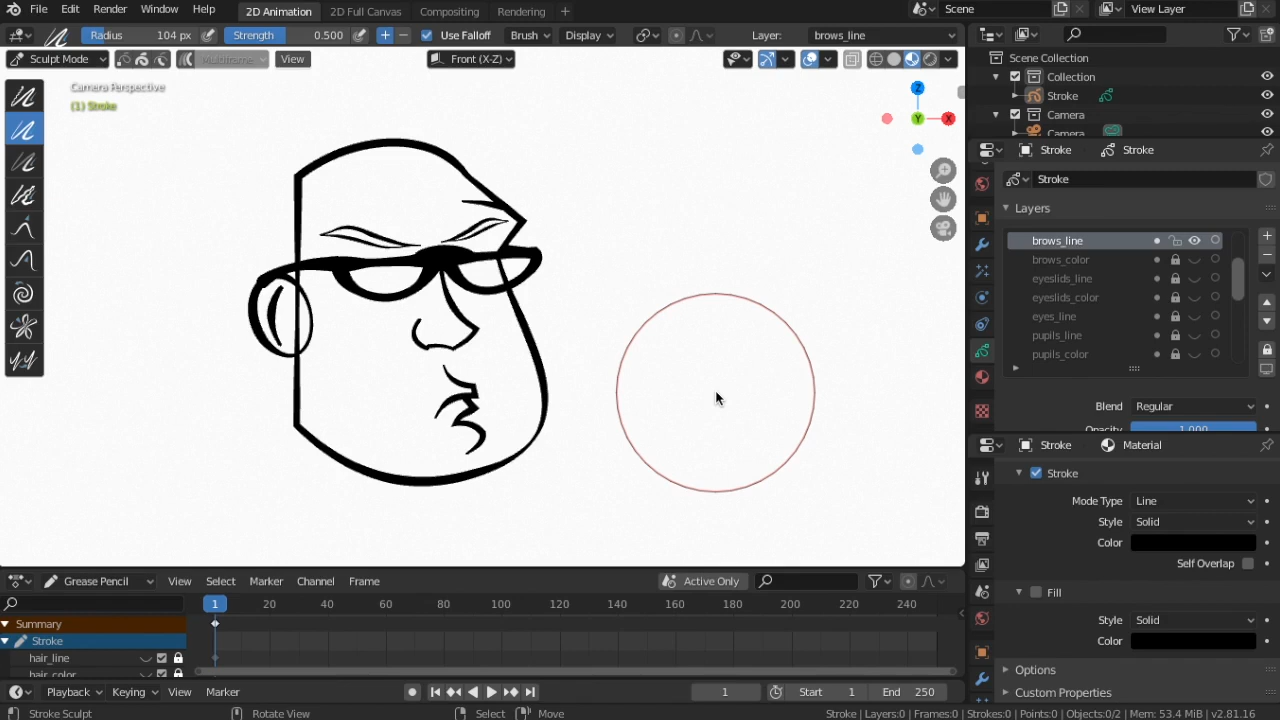 File Edit Render Window Help 2D Animation 2D Full Canvas Compositing Rendering + Scene View Layer
Radius 104 px Strength 0.500 + − Use Falloff Brush Display Layer: brows_line
Sculpt Mode Multiframe View Front (X-Z)
Camera Perspective
(1) Stroke
Z
Y
X
Scene Collection
Collection
Stroke
Camera
Camera
Stroke Stroke
Stroke
Layers
brows_line
brows_color
eyeslids_line
eyeslids_color
eyes_line
pupils_line
pupils_color
Blend Regular
Opacity 1.000
Stroke Material
Stroke
Mode Type Line
Style Solid
Color
Self Overlap
Fill
Style Solid
Color
Options
Custom Properties
Grease Pencil View Select Marker Channel Frame Active Only
1 20 40 60 80 100 120 140 160 180 200 220 240
Summary
Stroke
hair_line
hair_color
Playback Keying View Marker 1 Start 1 End 250
Stroke Sculpt Rotate View Select Move Stroke | Layers:0 | Frames:0 | Strokes:0 | Points:0 | Objects:0/2 | Mem: 53.4 MiB | v2.81.16